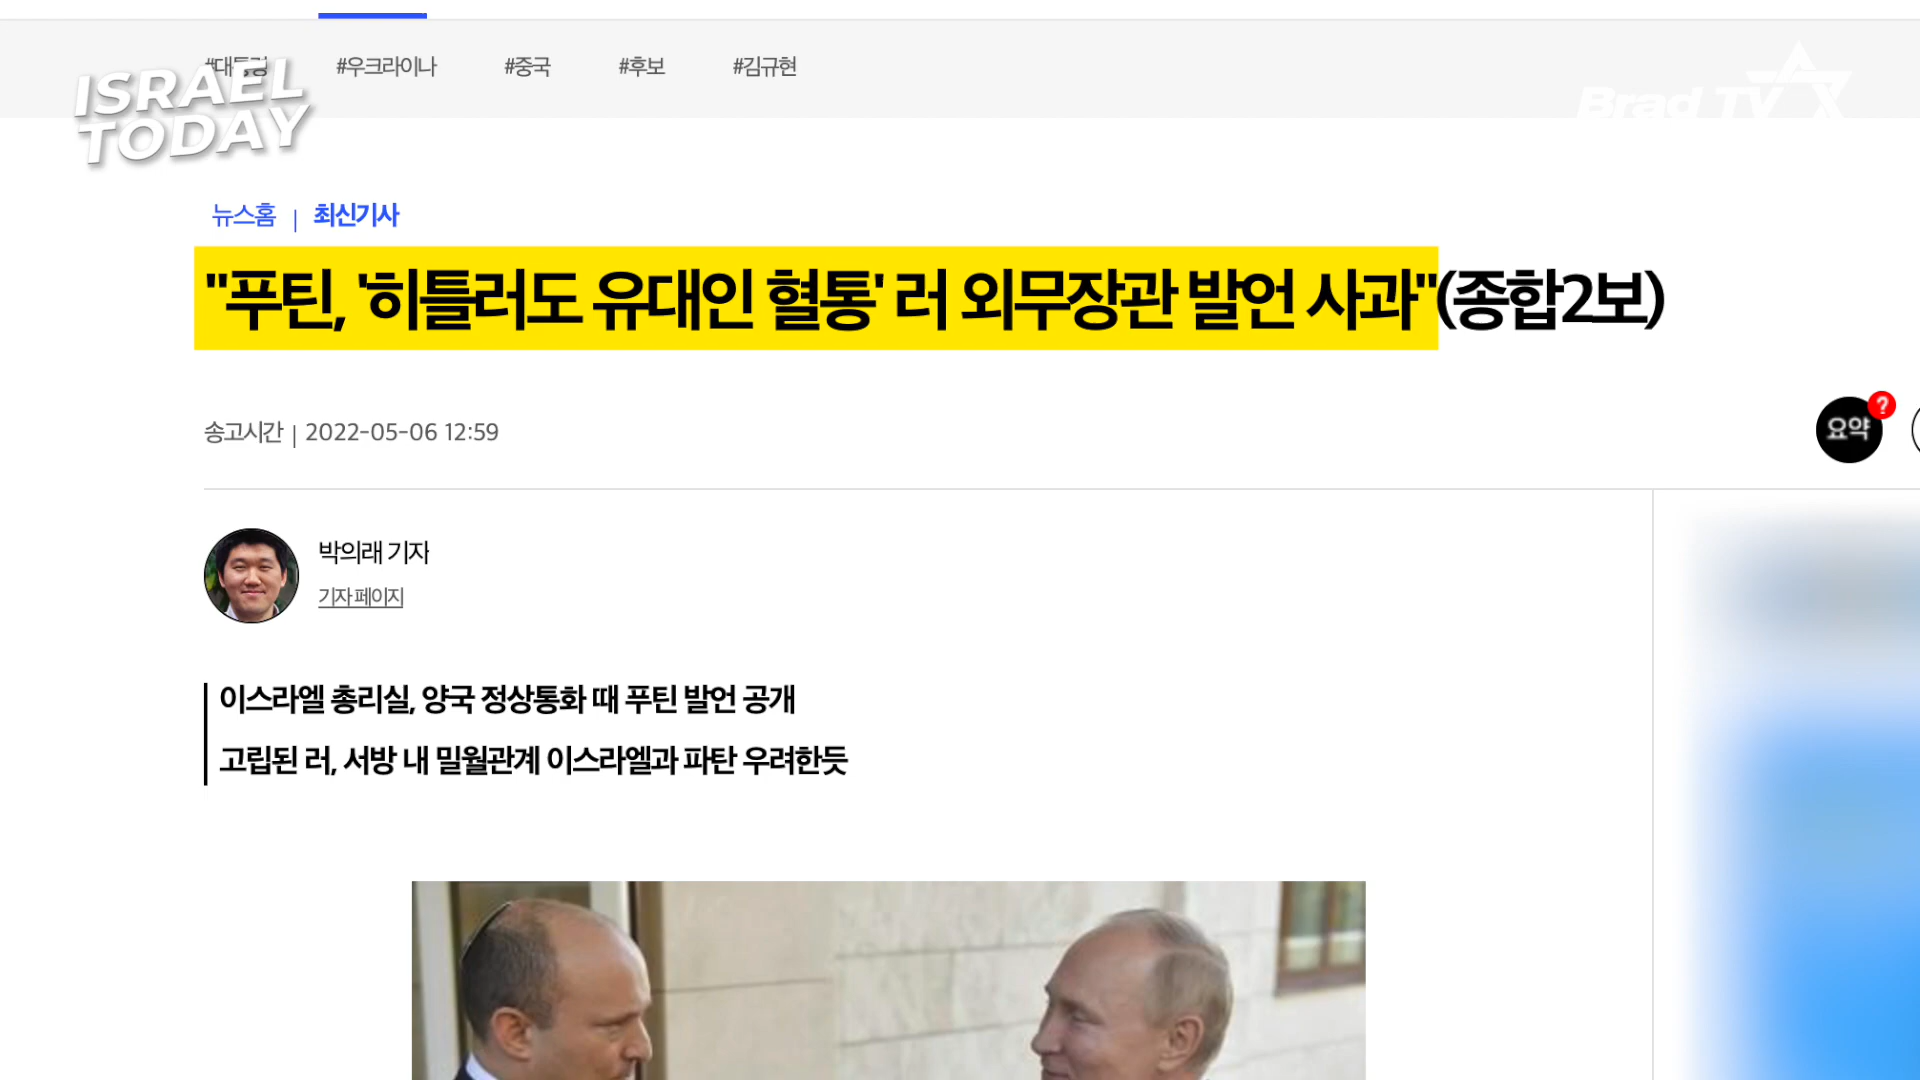 #대통령
#우크라이나
#중국
#후보
#김규현
ISRAEL
TODAY
Brad TV
뉴스홈 | 최신기사
"푸틴, '히틀러도 유대인 혈통' 러 외무장관 발언 사과"(종합2보)
송고시간 | 2022-05-06 12:59
요약
?
박의래 기자
기자 페이지
이스라엘 총리실, 양국 정상통화 때 푸틴 발언 공개
고립된 러, 서방 내 밀월관계 이스라엘과 파탄 우려한듯